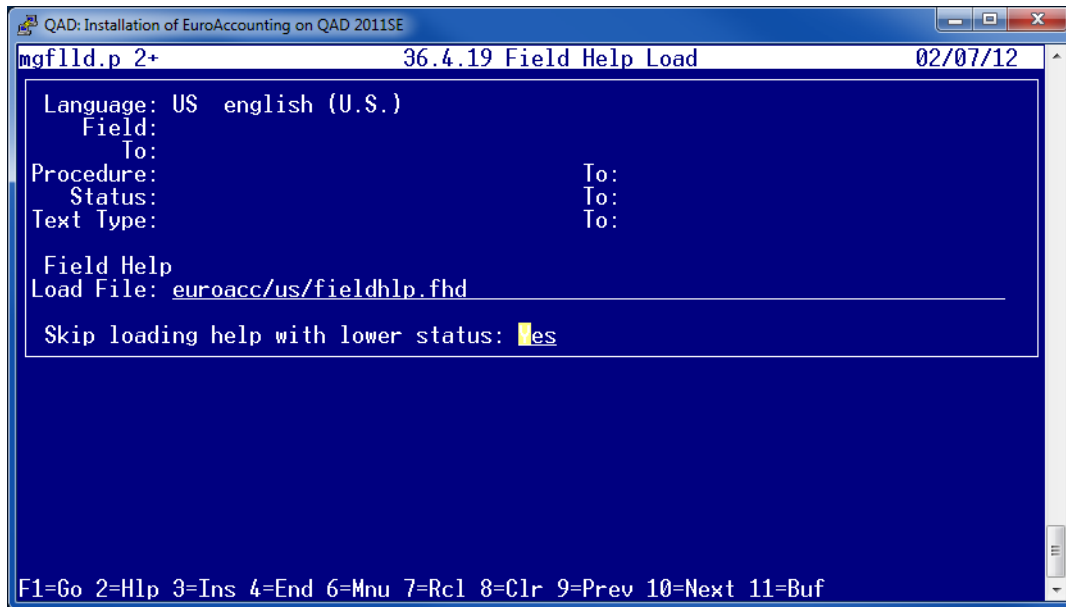 QAD: Installation of EuroAccounting on QAD 2011SE
mgflld.p 2+ 36.4.19 Field Help Load 02/07/12
Language: US english (U.S.)
Field:
To:
Procedure: To:
Status: To:
Text Type: To:
Field Help
Load File: euroacc/us/fieldhlp.fhd
Skip loading help with lower status: Yes
F1=Go 2=Hlp 3=Ins 4=End 6=Mnu 7=Rcl 8=Clr 9=Prev 10=Next 11=Buf